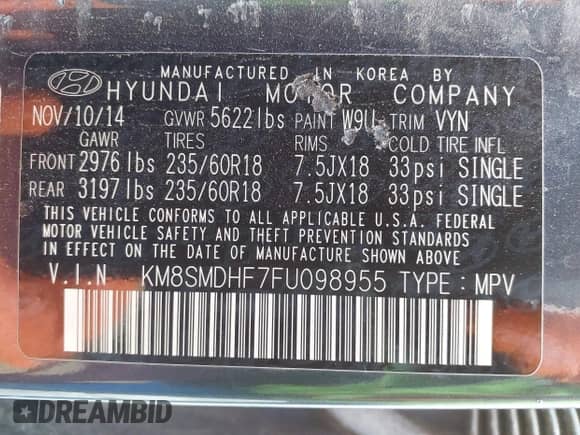 MANUFACTURED IN KOREA BY
HYUNDAI MOTOR COMPANY
NOV/10/14 GVWR 5622lbs PAINT W9U TRIM VYN
GAWR TIRES RIMS COLD TIRE INFL
FRONT 2976lbs 235/60R18 7.5JX18 33psi SINGLE
REAR 3197lbs 235/60R18 7.5JX18 33psi SINGLE
THIS VEHICLE CONFORMS TO ALL APPLICABLE U.S.A. FEDERAL
MOTOR VEHICLE SAFETY AND THEFT PREVENTION STANDARDS
IN EFFECT ON THE DATE OF MANUFACTURE SHOWN ABOVE.
V.I.N KM8SMDHF7FU098955 TYPE : MPV
DREAMBID